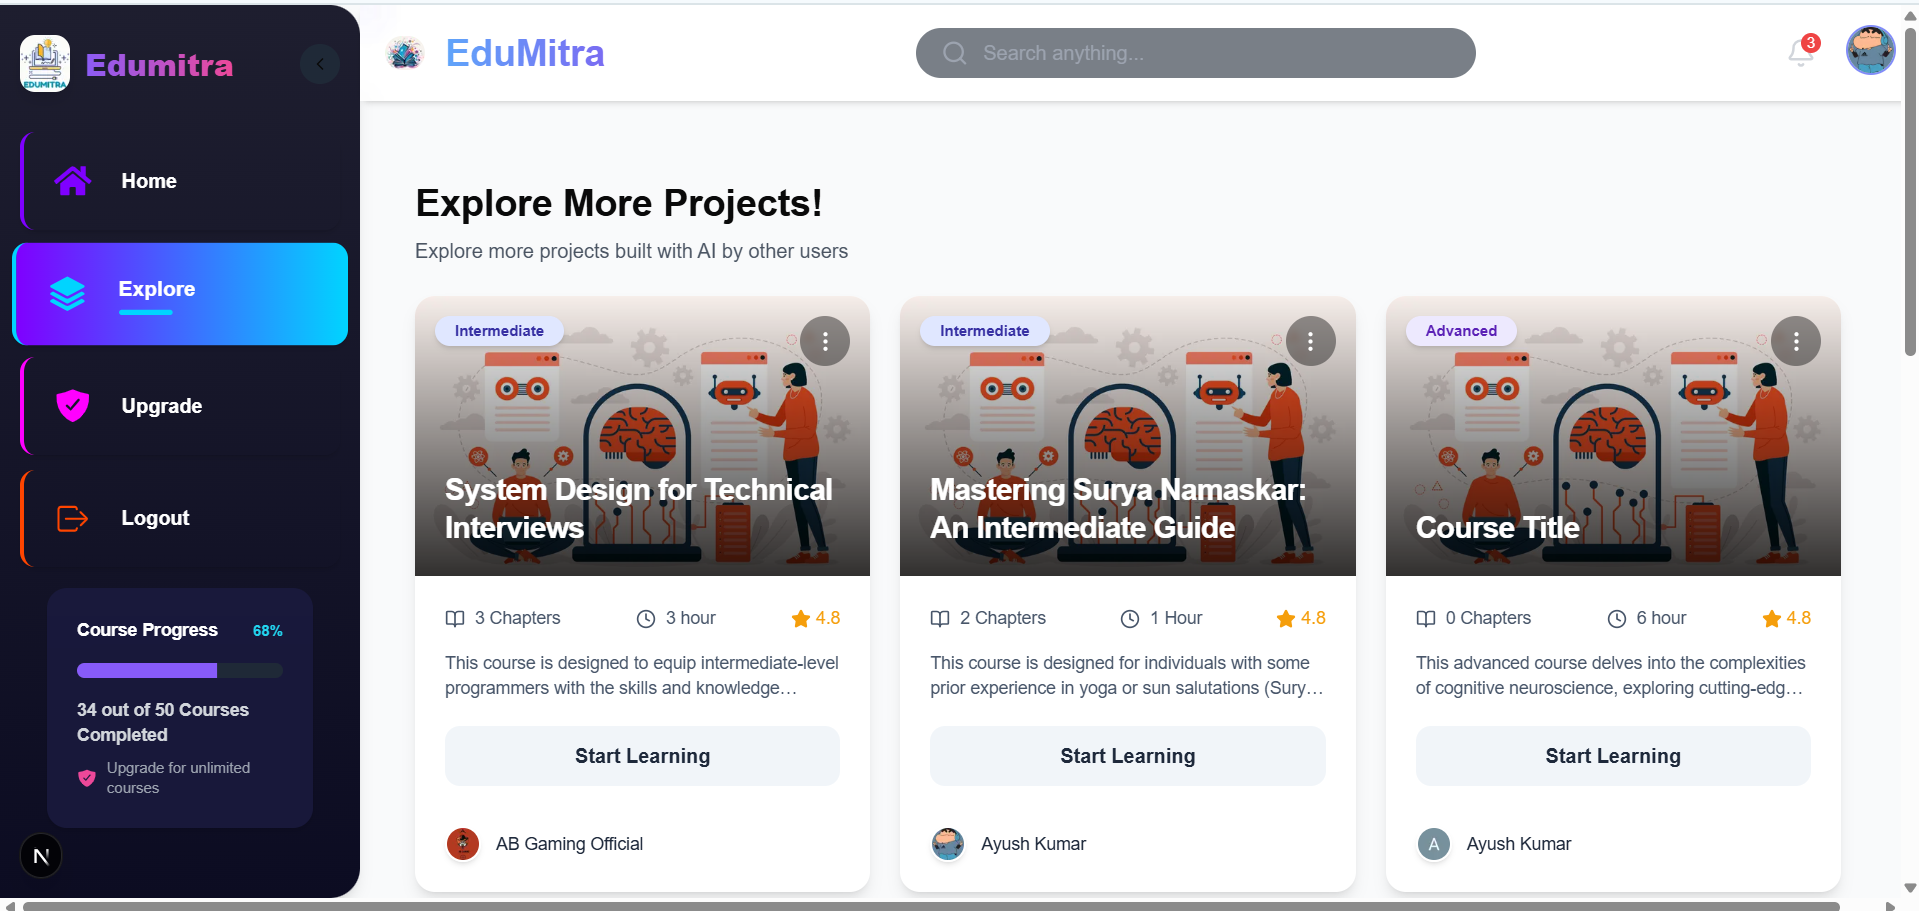 EDUMITRA
Edumitra
Home
Explore
Upgrade
Logout
Course Progress 68%
34 out of 50 Courses
Completed
Upgrade for unlimited
courses
N
EduMitra
Search anything...
3
Explore More Projects!
Explore more projects built with AI by other users
Intermediate
System Design for Technical
Interviews
3 Chapters 3 hour 4.8
This course is designed to equip intermediate-level
programmers with the skills and knowledge…
Start Learning
AB Gaming Official
Intermediate
Mastering Surya Namaskar:
An Intermediate Guide
2 Chapters 1 Hour 4.8
This course is designed for individuals with some
prior experience in yoga or sun salutations (Sury…
Start Learning
Ayush Kumar
Advanced
Course Title
0 Chapters 6 hour 4.8
This advanced course delves into the complexities
of cognitive neuroscience, exploring cutting-edg…
Start Learning
A Ayush Kumar